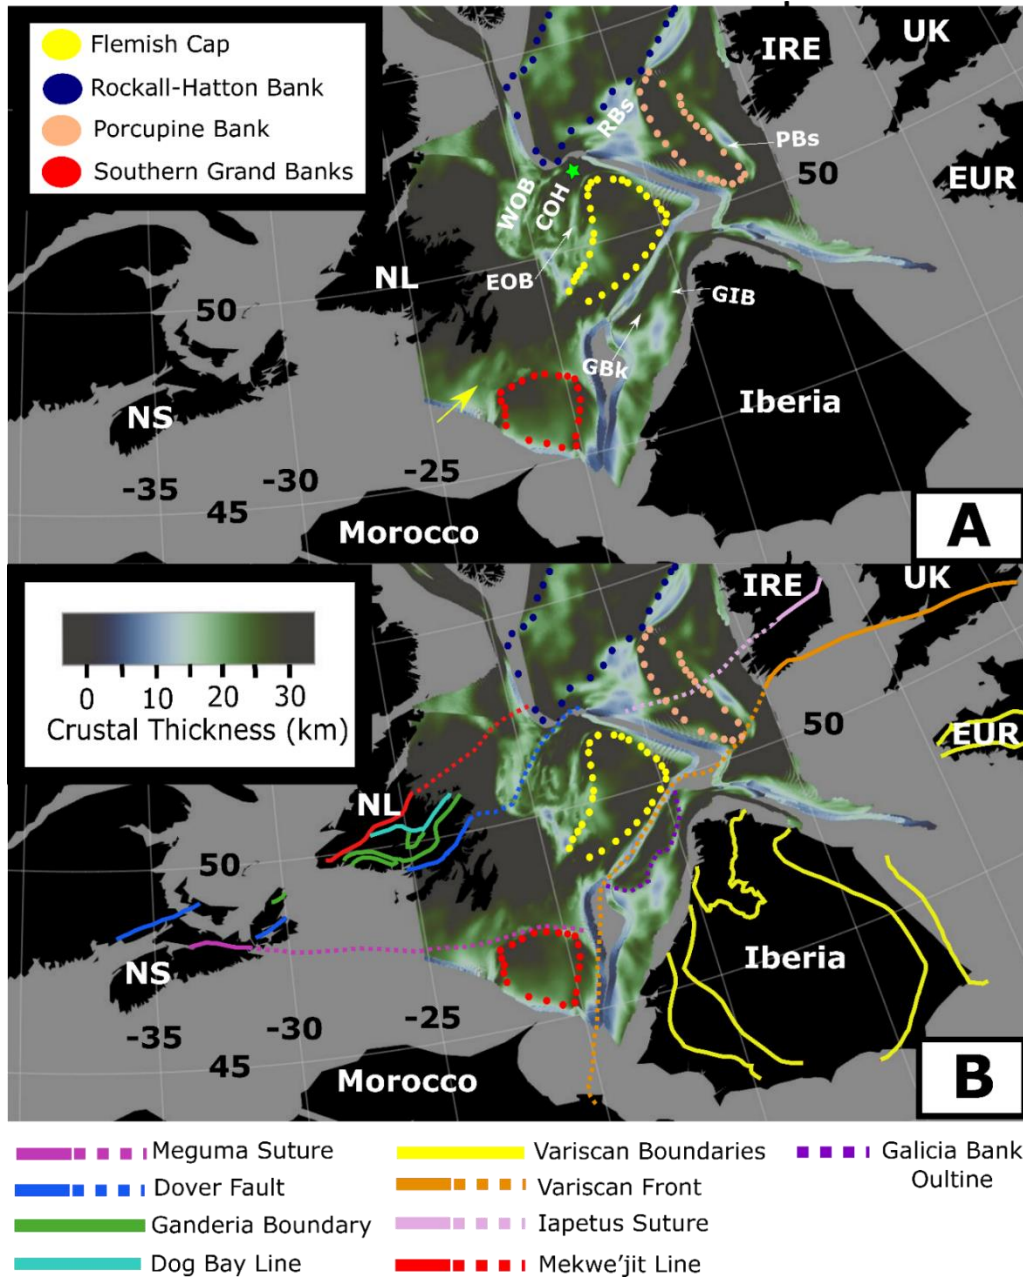 Flemish Cap
Rockall-Hatton Bank
Porcupine Bank
Southern Grand Banks
IRE
UK
RBs
PBs
50
EUR
WOB
COH
NL
EOB
GIB
50
GBk
Iberia
NS
-25
-30
-35
45
Morocco
A
IRE
UK
0 10 20 30
Crustal Thickness (km)
50
EUR
NL
50
Iberia
NS
-25
-30
-35
45
Morocco
B
Meguma Suture
Variscan Boundaries
Galicia Bank
Oultine
Dover Fault
Variscan Front
Ganderia Boundary
Iapetus Suture
Dog Bay Line
Mekwe'jit Line